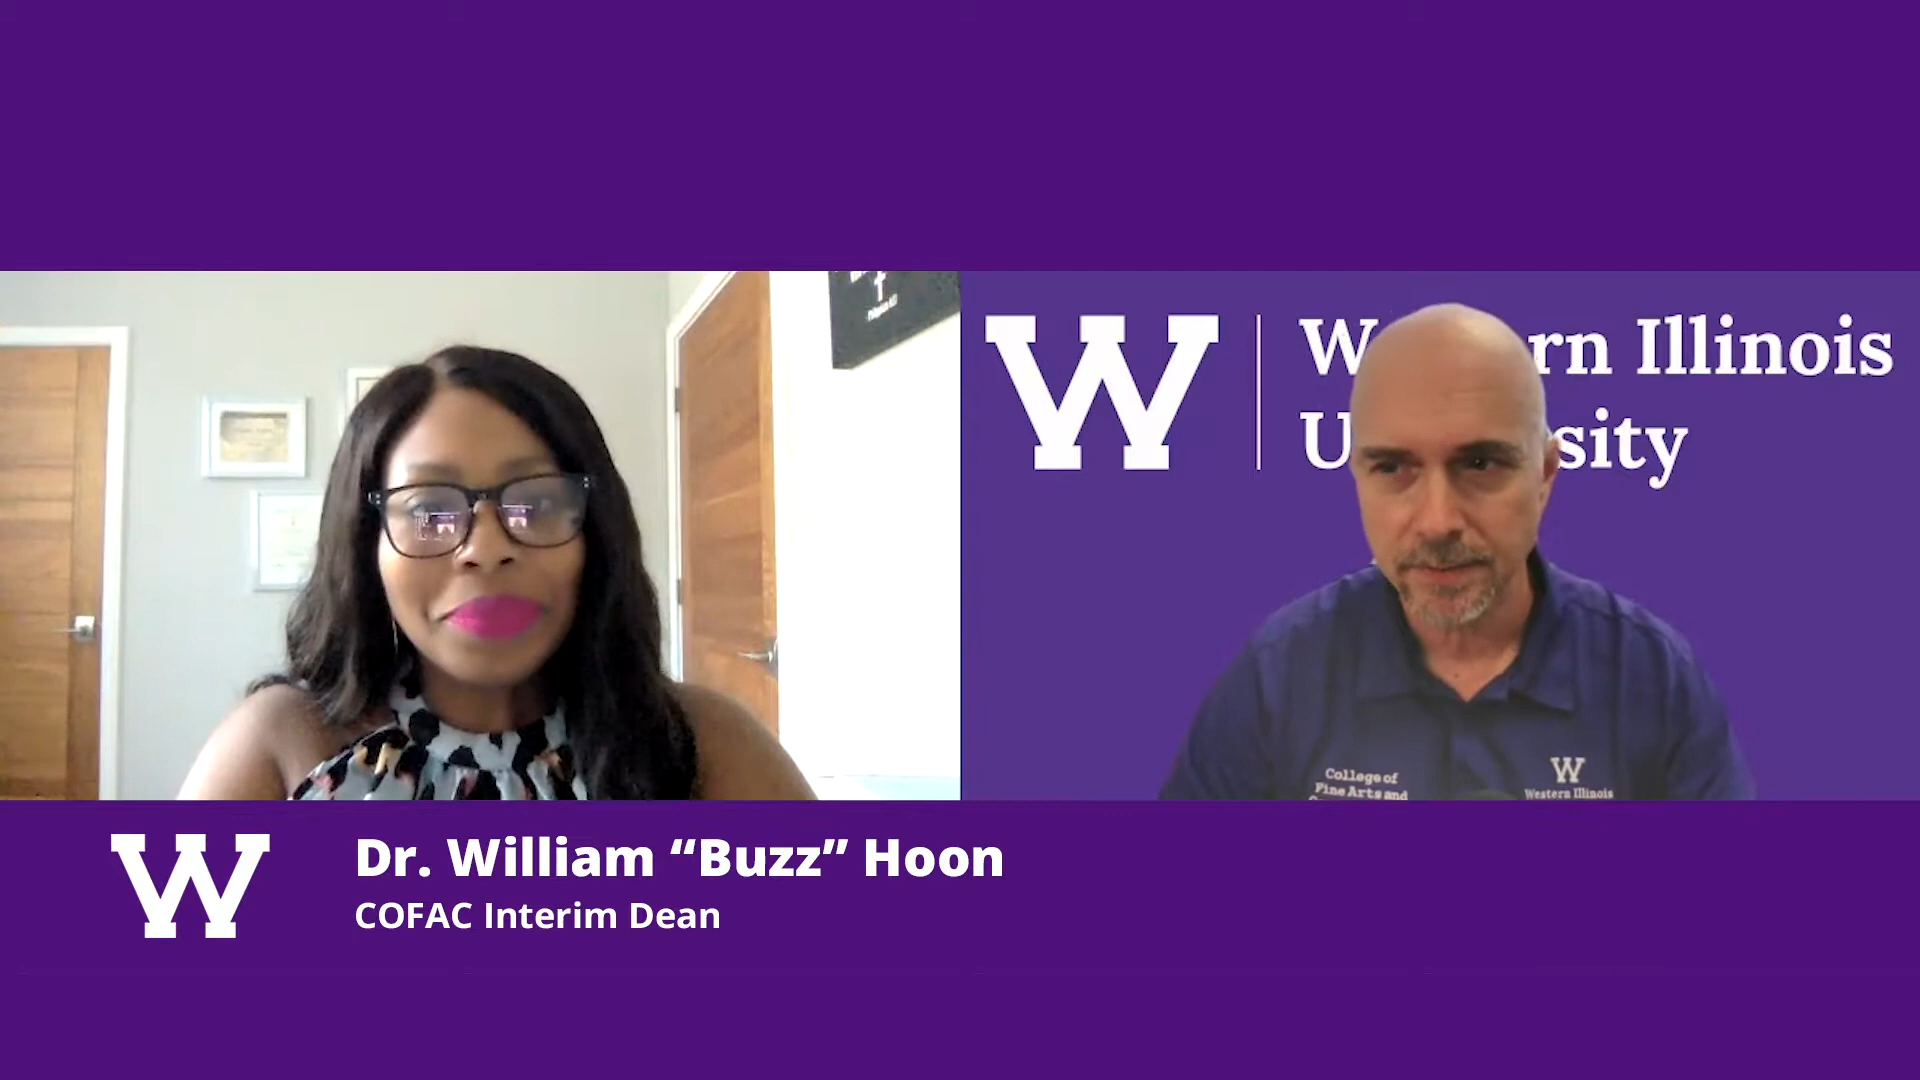 W
W rn Illinois
U sity
College of
Fine Arts and
W
Western Illinois
W
Dr. William “Buzz” Hoon
COFAC Interim Dean